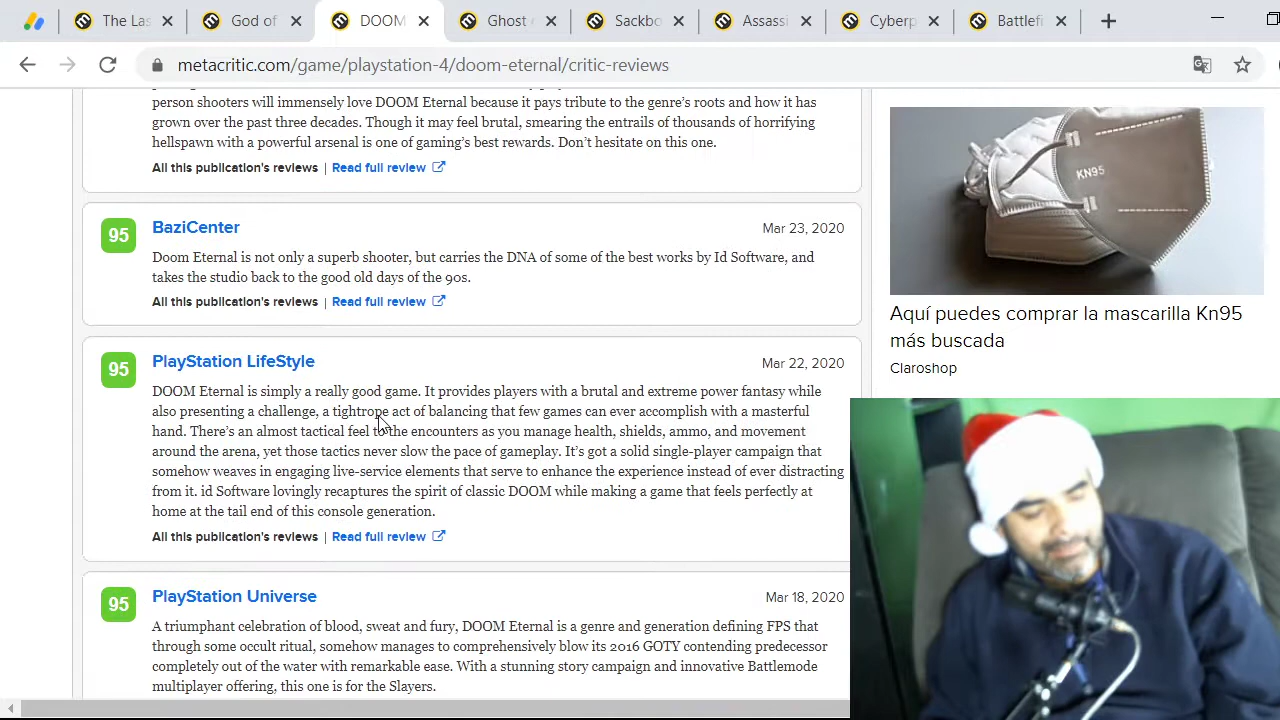 The Las
God of
DOOM
Ghost
Sackbo
Assassi
Cyberp
Battlefi
metacritic.com/game/playstation-4/doom-eternal/critic-reviews
person shooters will immensely love DOOM Eternal because it pays tribute to the genre's roots and how it has
grown over the past three decades. Though it may feel brutal, smearing the entrails of thousands of horrifying
hellspawn with a powerful arsenal is one of gaming's best rewards. Don't hesitate on this one.
All this publication's reviews | Read full review
95
BaziCenter
Mar 23, 2020
Doom Eternal is not only a superb shooter, but carries the DNA of some of the best works by Id Software, and
takes the studio back to the good old days of the 90s.
All this publication's reviews | Read full review
95
PlayStation LifeStyle
Mar 22, 2020
DOOM Eternal is simply a really good game. It provides players with a brutal and extreme power fantasy while
also presenting a challenge, a tightrope act of balancing that few games can ever accomplish with a masterful
hand. There's an almost tactical feel to the encounters as you manage health, shields, ammo, and movement
around the arena, yet those tactics never slow the pace of gameplay. It's got a solid single-player campaign that
somehow weaves in engaging live-service elements that serve to enhance the experience instead of ever distracting
from it. id Software lovingly recaptures the spirit of classic DOOM while making a game that feels perfectly at
home at the tail end of this console generation.
All this publication's reviews | Read full review
95
PlayStation Universe
Mar 18, 2020
A triumphant celebration of blood, sweat and fury, DOOM Eternal is a genre and generation defining FPS that
through some occult ritual, somehow manages to comprehensively blow its 2016 GOTY contending predecessor
completely out of the water with remarkable ease. With a stunning story campaign and innovative Battlemode
multiplayer offering, this one is for the Slayers.
KN95
Aquí puedes comprar la mascarilla Kn95
más buscada
Claroshop